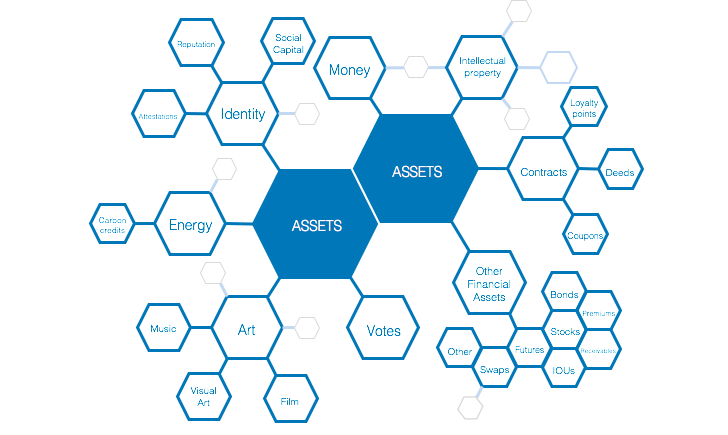 Reputation
Social
Capital
Attestations
Identity
Money
Intellectual
property
Loyalty
points
Contracts
Deeds
Coupons
ASSETS
ASSETS
Carbon
credits
Energy
Other
Financial
Assets
Music
Art
Votes
Visual
Art
Film
Bonds
Premiums
Stocks
Receivables
Futures
IOUs
Other
Swaps